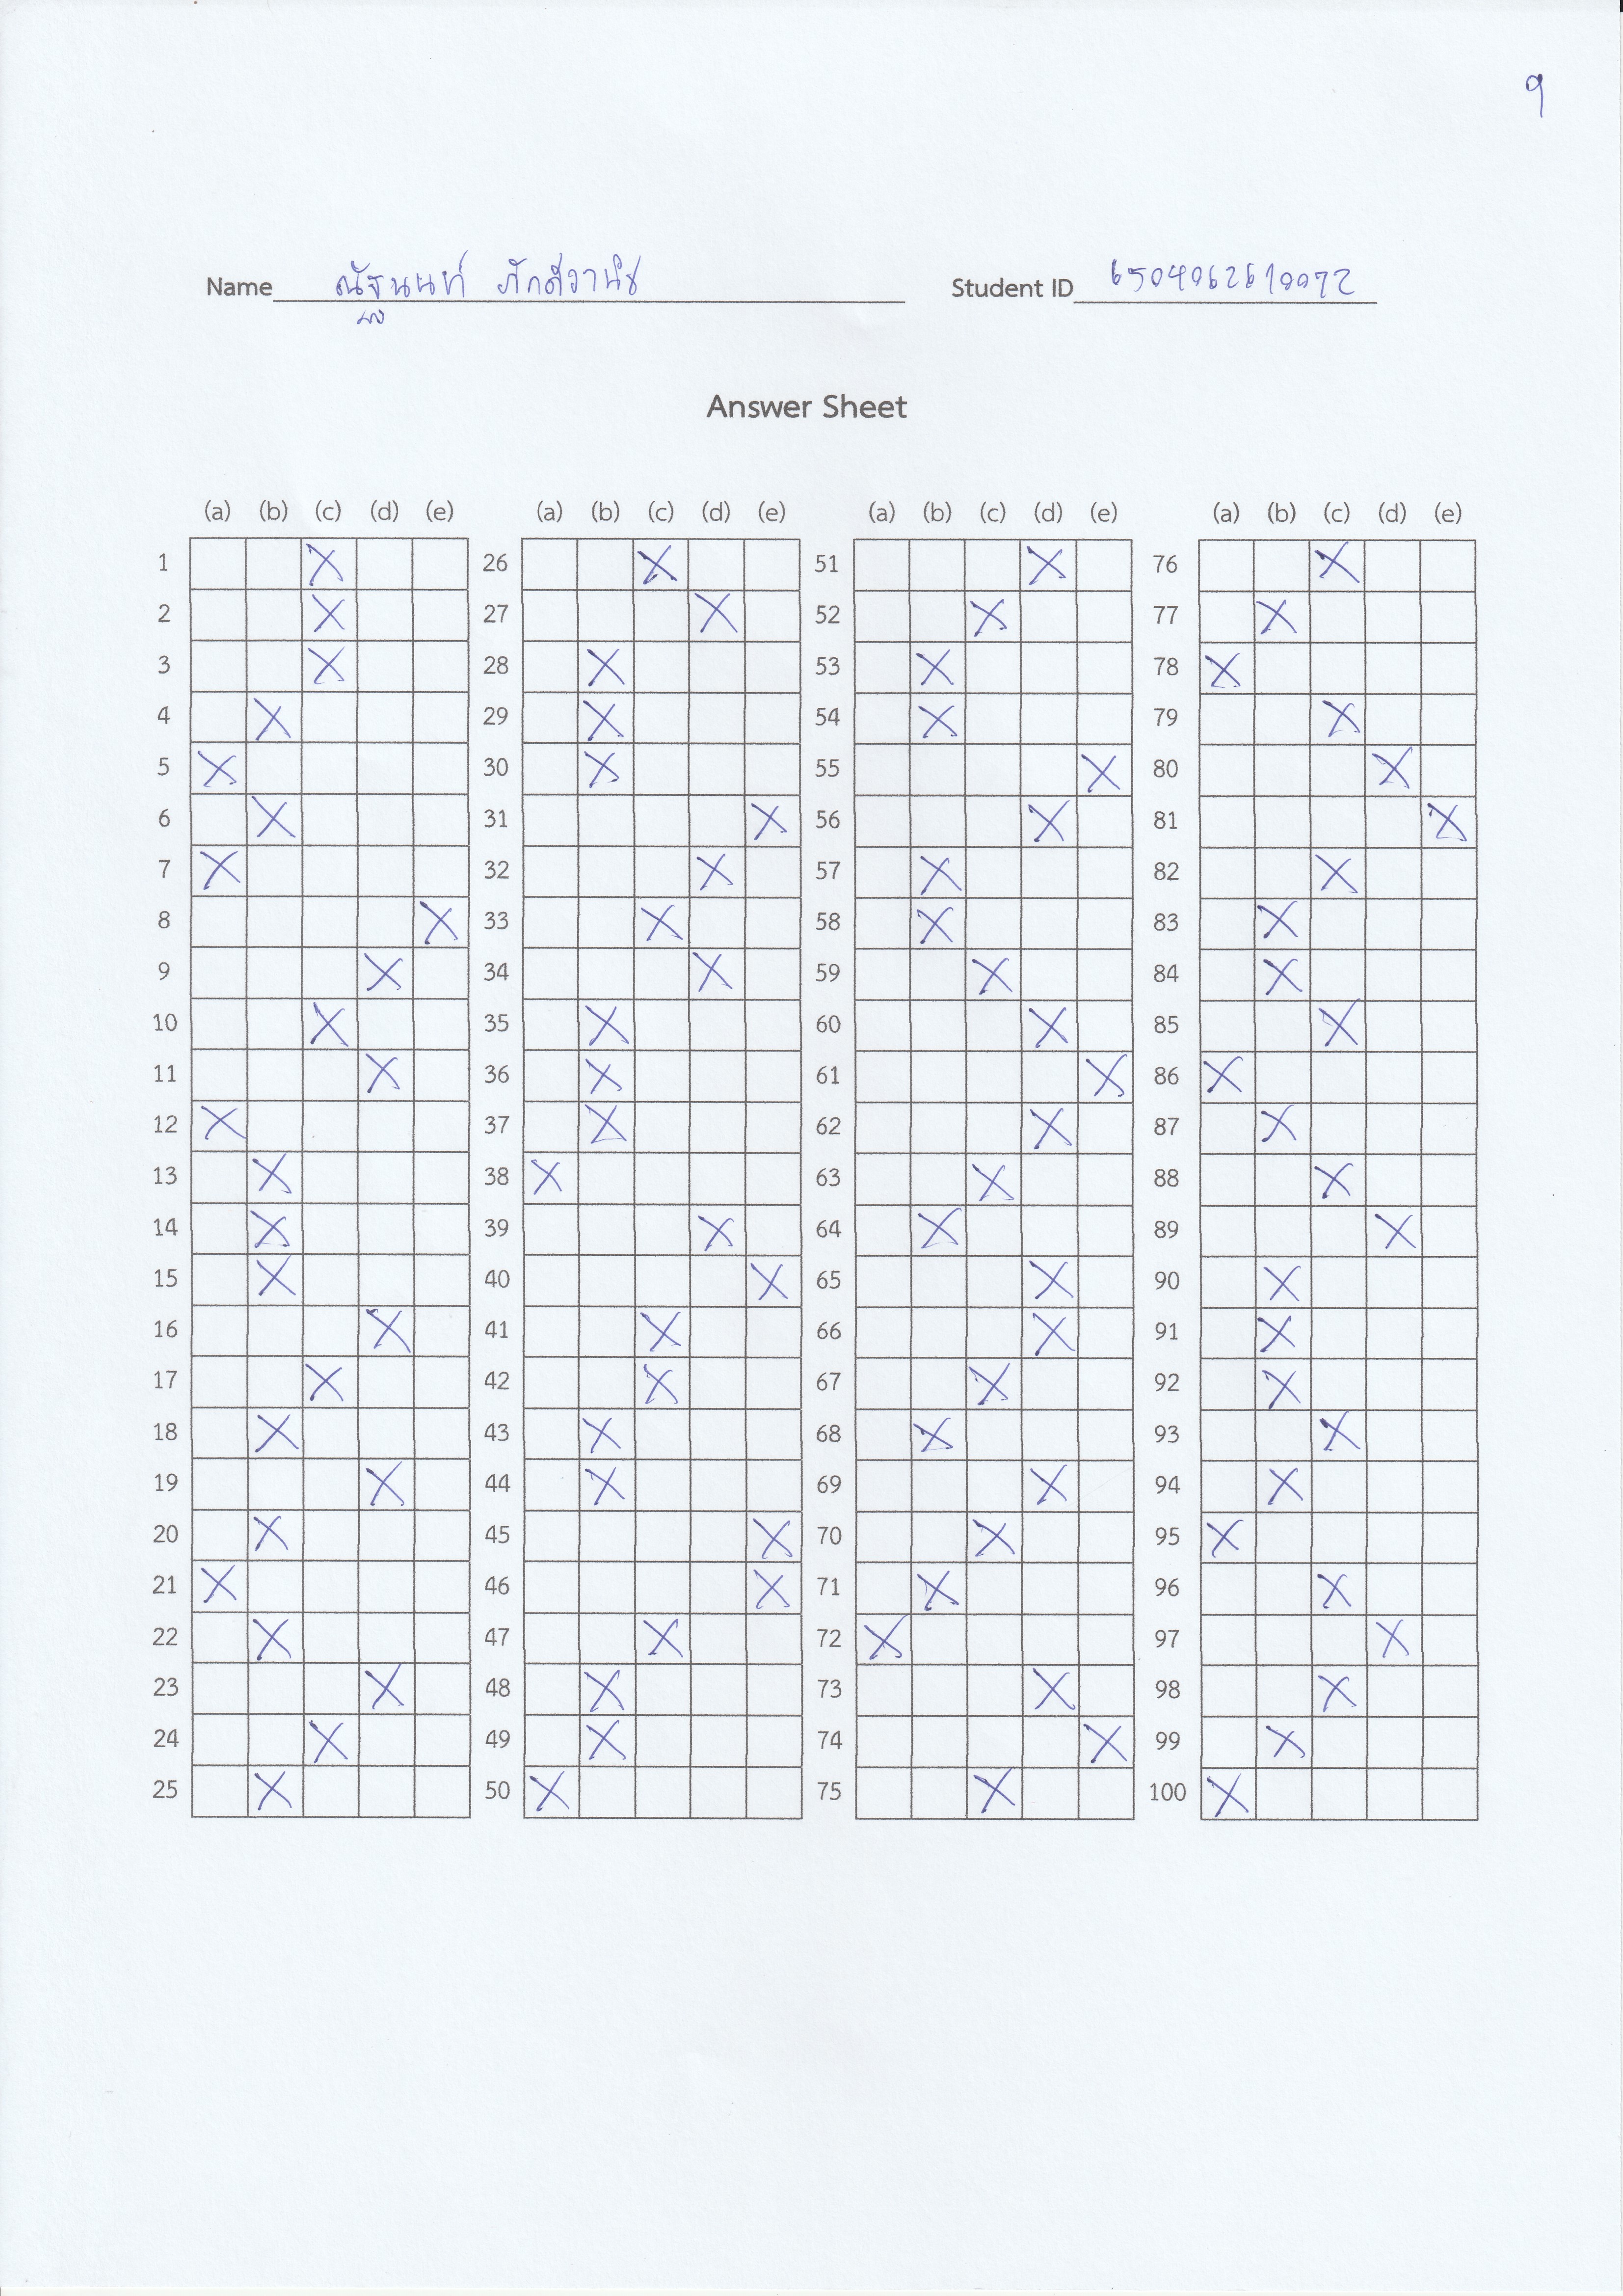 9
Name ณัฐนนท์ ภักดีวานิช Student ID 6504062610072
Answer Sheet
(a) (b) (c) (d) (e) (a) (b) (c) (d) (e) (a) (b) (c) (d) (e) (a) (b) (c) (d) (e)
1 X 26 X 51 X 76 X
2 X 27 X 52 X 77 X
3 X 28 X 53 X 78 X
4 X 29 X 54 X 79 X
5 X 30 X 55 X 80 X
6 X 31 X 56 X 81 X
7 X 32 X 57 X 82 X
8 X 33 X 58 X 83 X
9 X 34 X 59 X 84 X
10 X 35 X 60 X 85 X
11 X 36 X 61 X 86 X
12 X 37 X 62 X 87 X
13 X 38 X 63 X 88 X
14 X 39 X 64 X 89 X
15 X 40 X 65 X 90 X
16 X 41 X 66 X 91 X
17 X 42 X 67 X 92 X
18 X 43 X 68 X 93 X
19 X 44 X 69 X 94 X
20 X 45 X 70 X 95 X
21 X 46 X 71 X 96 X
22 X 47 X 72 X 97 X
23 X 48 X 73 X 98 X
24 X 49 X 74 X 99 X
25 X 50 X 75 X 100 X